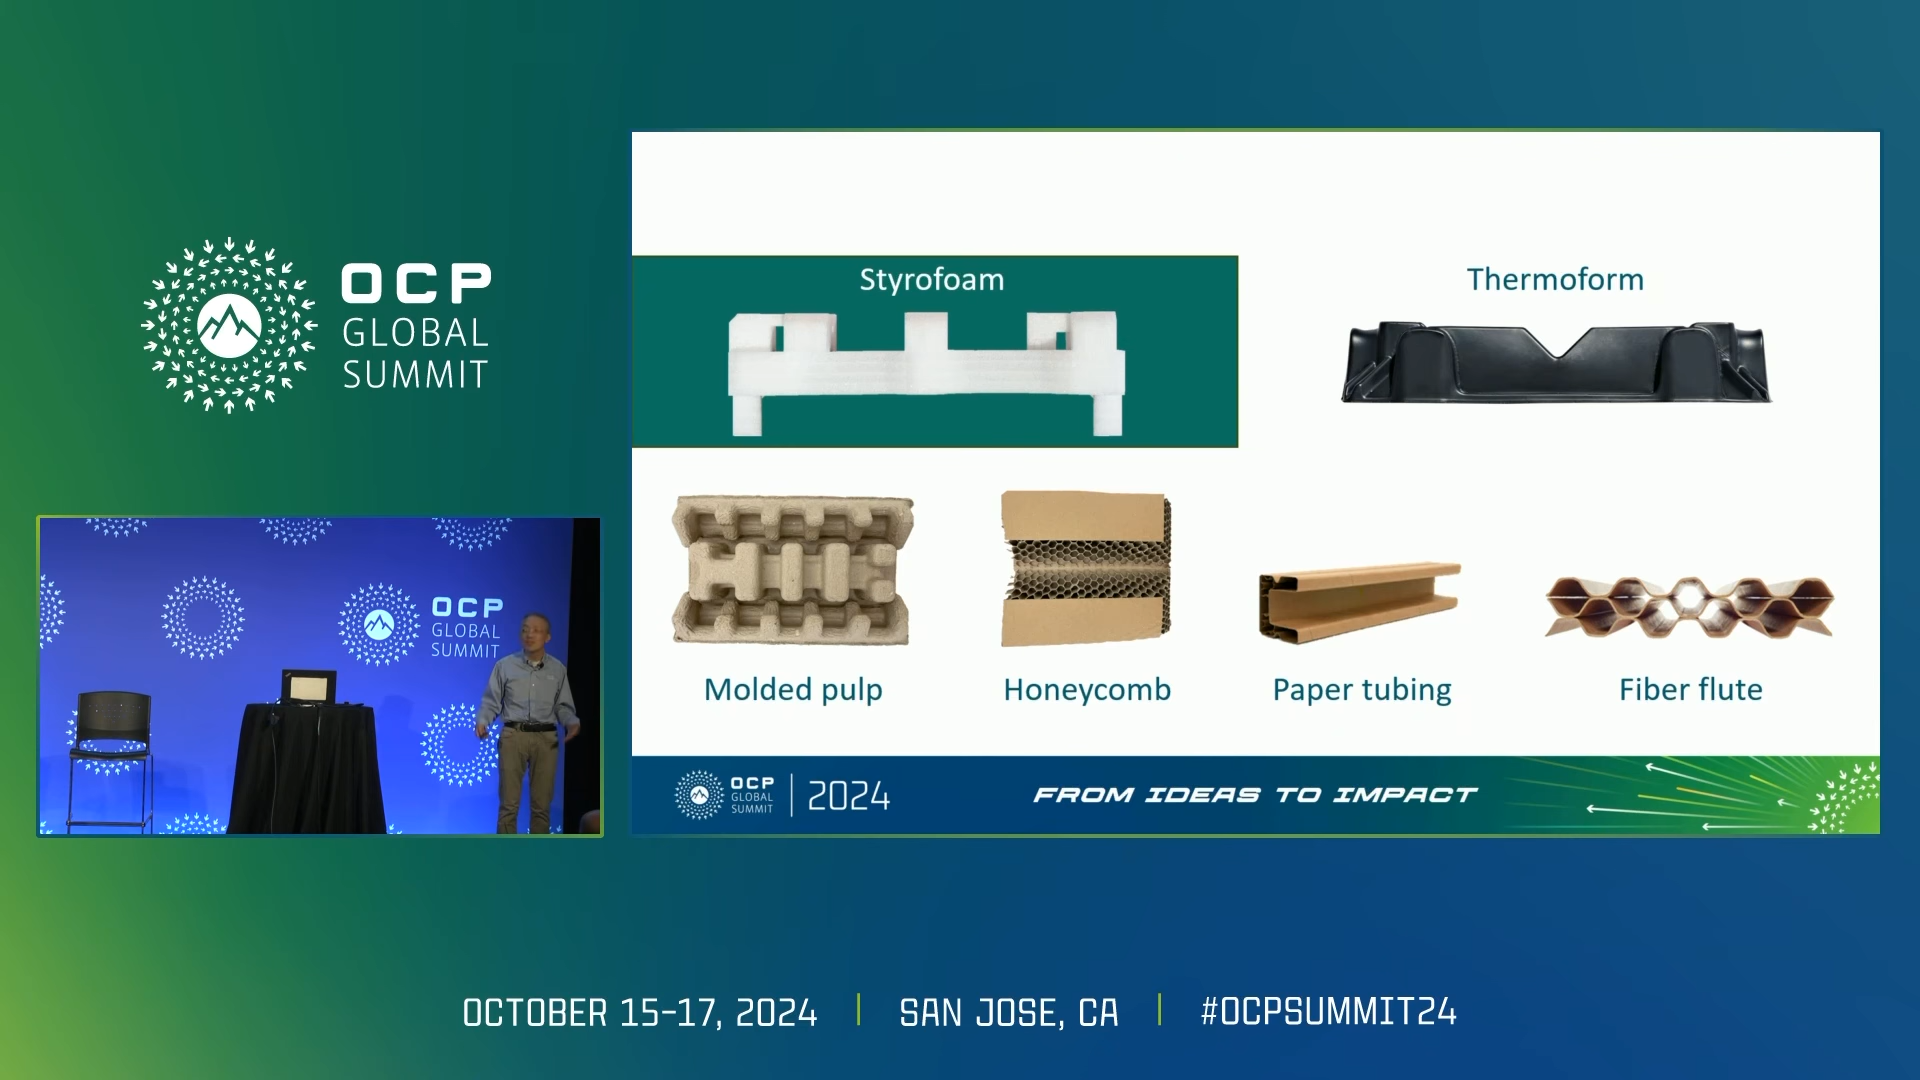 OCP
GLOBAL
SUMMIT
OCP
GLOBAL
SUMMIT
Styrofoam
Thermoform
Molded pulp
Honeycomb
Paper tubing
Fiber flute
OCP
GLOBAL
SUMMIT
2024
FROM IDEAS TO IMPACT
OCTOBER 15-17, 2024
SAN JOSE, CA
#OCPSUMMIT24